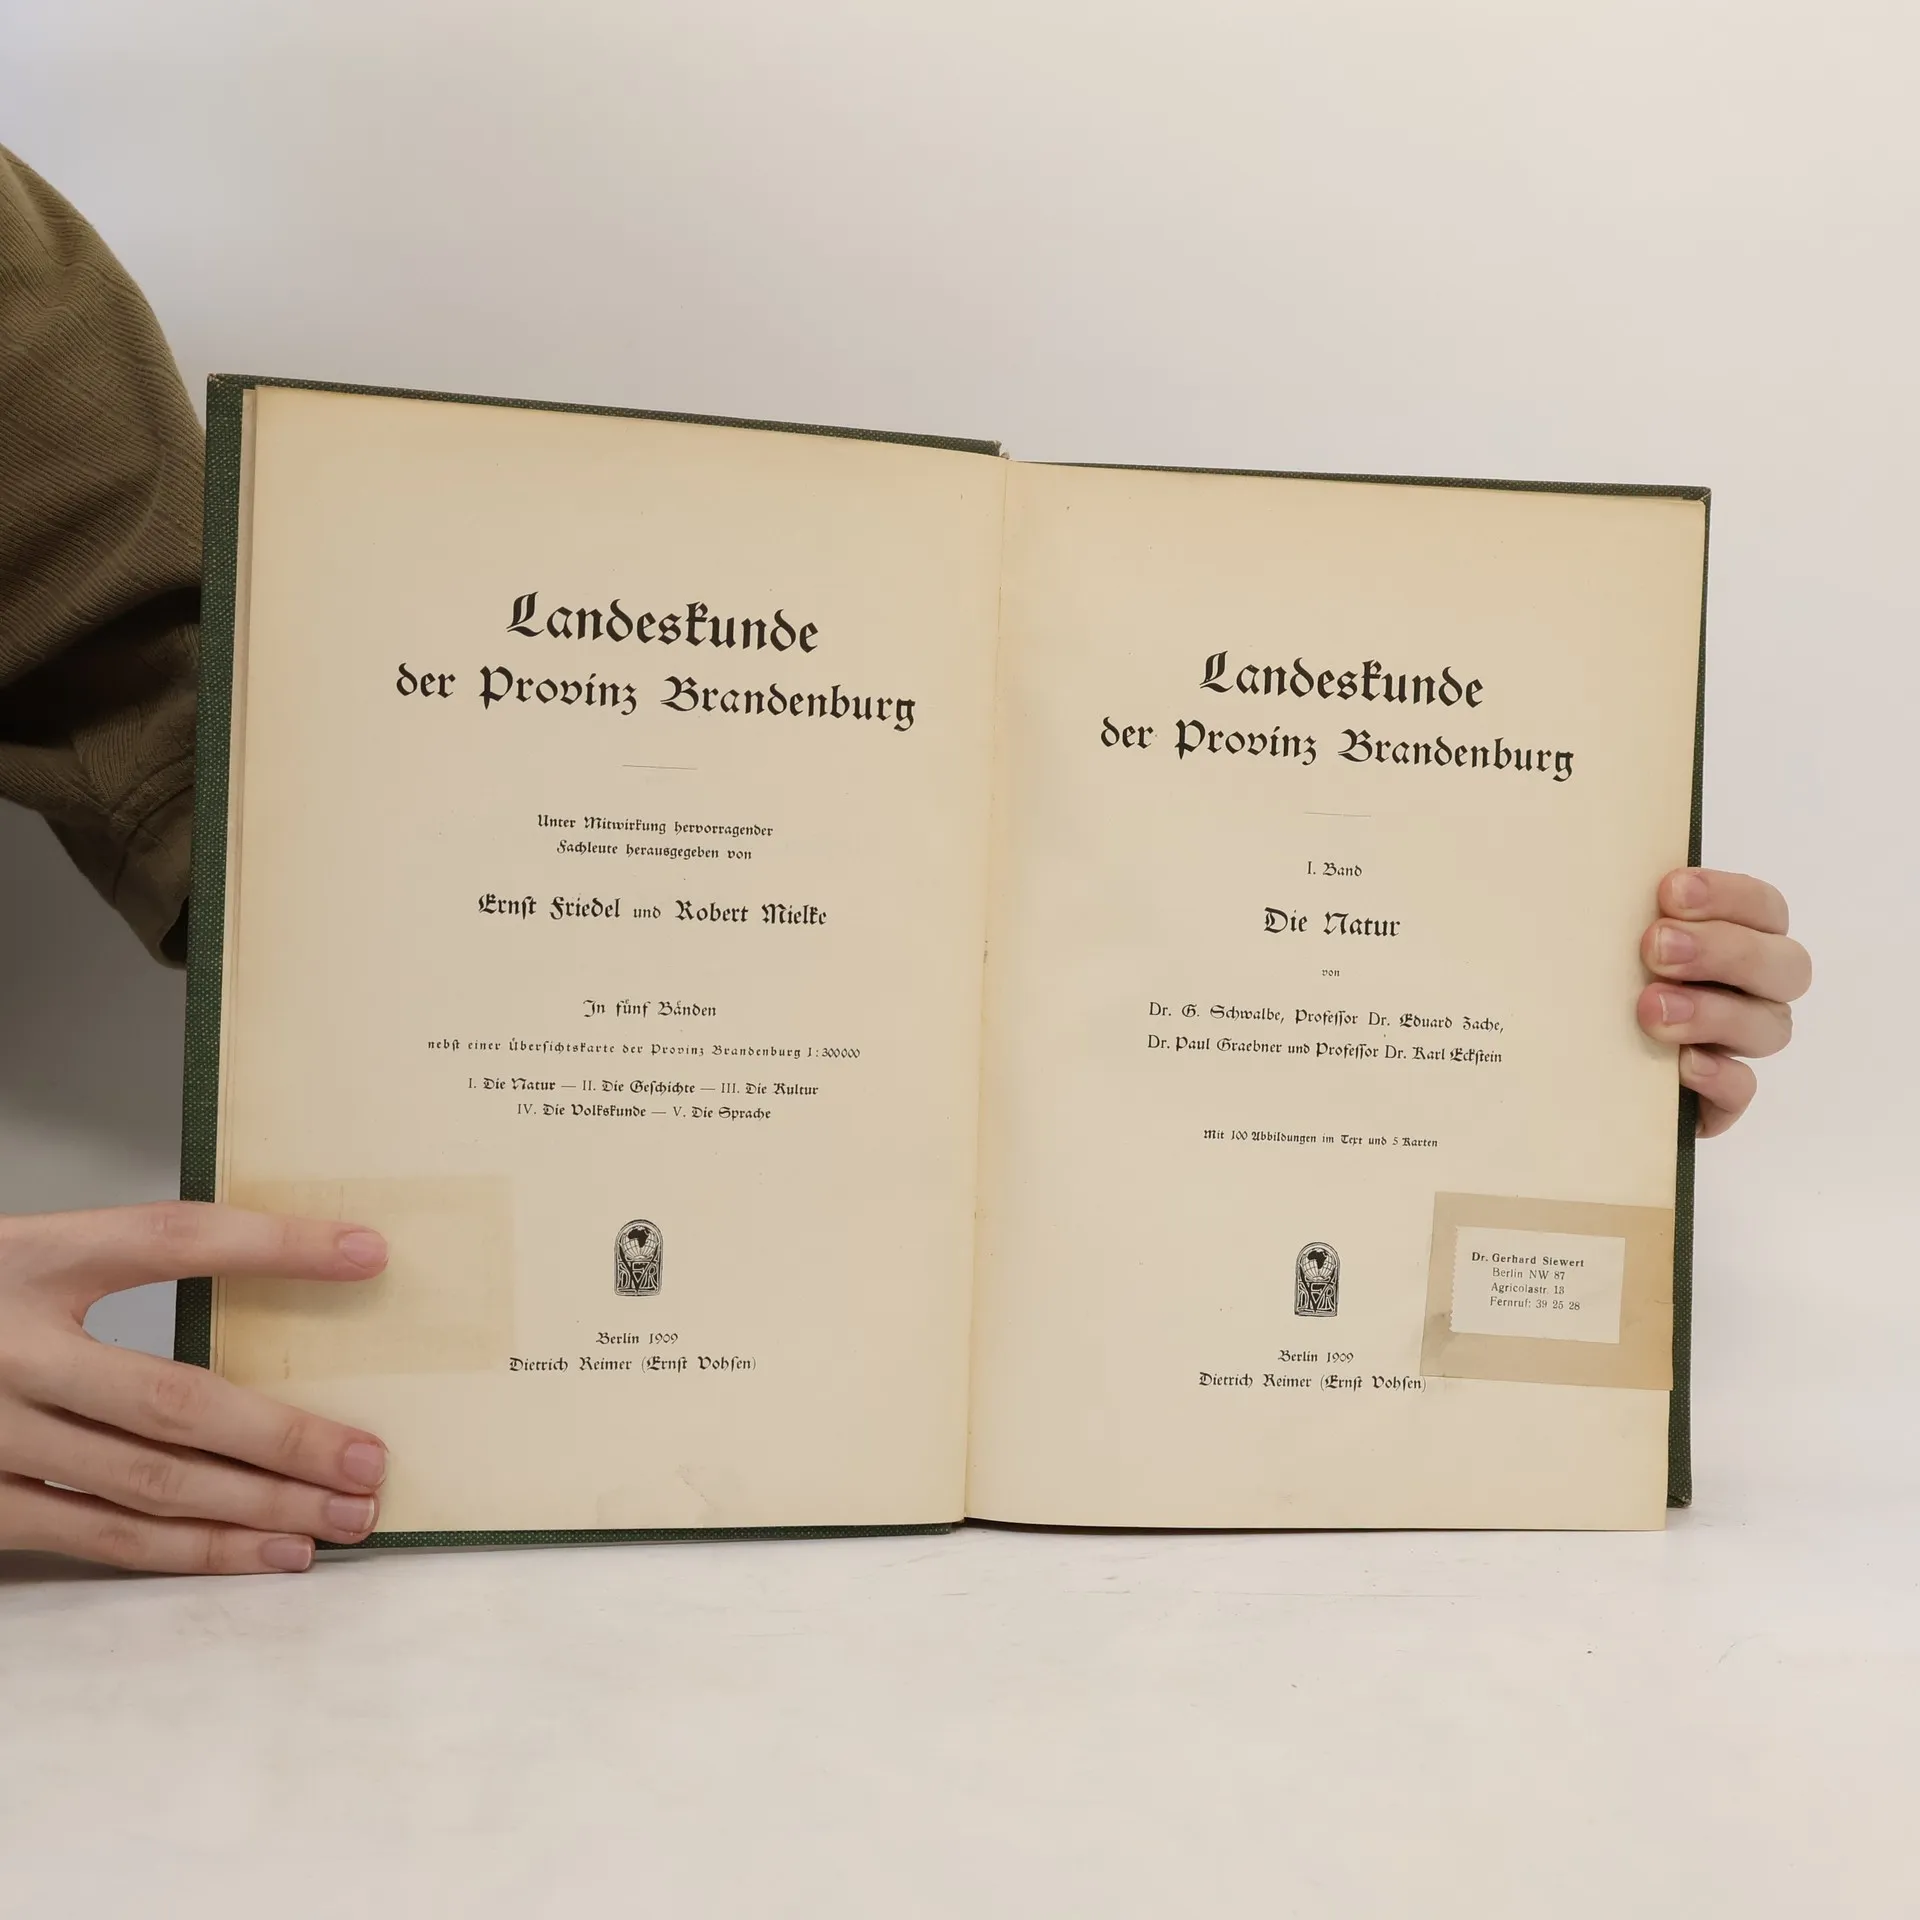 Landeskunde
der Provinz Brandenburg
Unter Mitwirkung hervorragender
Fachleute herausgegeben von
Ernst Friedel und Robert Mielke
In fünf Bänden
nebst einer Übersichtskarte der Provinz Brandenburg 1:300000
I. Die Natur — II. Die Geschichte — III. Die Kultur
IV. Die Volkskunde — V. Die Sprache
DER
Berlin 1909
Dietrich Reimer (Ernst Vohsen)
Landeskunde
der Provinz Brandenburg
I. Band
Die Natur
von
Dr. G. Schwalbe, Professor Dr. Eduard Zache,
Dr. Paul Graebner und Professor Dr. Karl Eckstein
Mit 100 Abbildungen im Text und 5 Karten
DER
Berlin 1909
Dietrich Reimer (Ernst Vohsen)
Dr. Gerhard Siewert
Berlin NW 87
Agricolastr. 13
Fernruf: 39 25 28